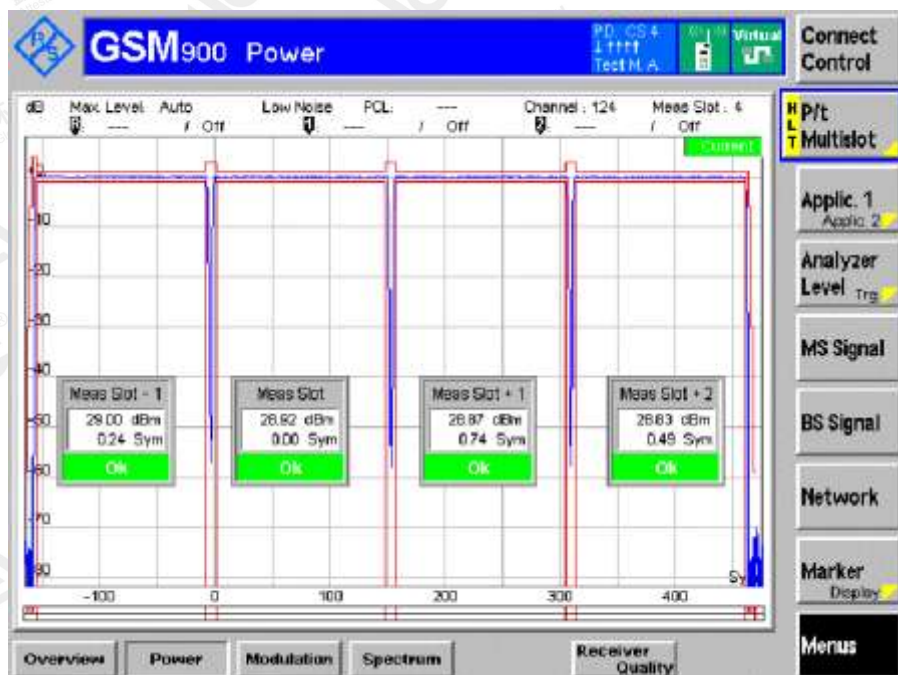 R/S
GSM900 Power
PD: CS4
Test M. A
Virtual
Connect Control
dB Max. Level: Auto Low Noise PCL: --- Channel : 124 Meas Slot : 4
--- / Off 1 --- / Off 2 --- / Off
Current
HLT
P/t Multislot
Applic. 1
Applic. 2
Analyzer Level Trg
MS Signal
BS Signal
Network
Marker
Display
Menus
-10
-20
-30
-40
-50
-60
-70
-80
Meas Slot - 1
29.00 dBm
0.24 Sym
Ok
Meas Slot
28.92 dBm
0.00 Sym
Ok
Meas Slot + 1
28.87 dBm
0.74 Sym
Ok
Meas Slot + 2
28.83 dBm
0.49 Sym
Ok
-100 0 100 200 300 400
Overview Power Modulation Spectrum Receiver Quality